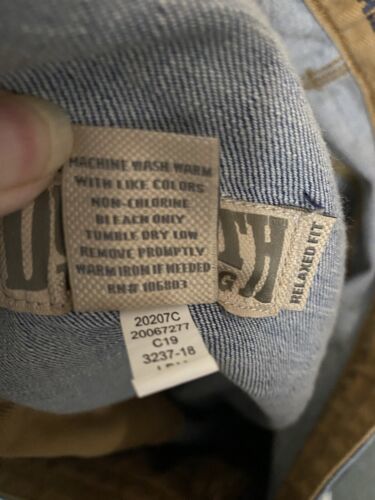 MACHINE WASH WARM
WITH LIKE COLORS
NON-CHLORINE
BLEACH ONLY
TUMBLE DRY LOW
REMOVE PROMPTLY
WARM IRON IF NEEDED
RN# 106803
RELAXED FIT
20207C
20067277
C19
3237-18